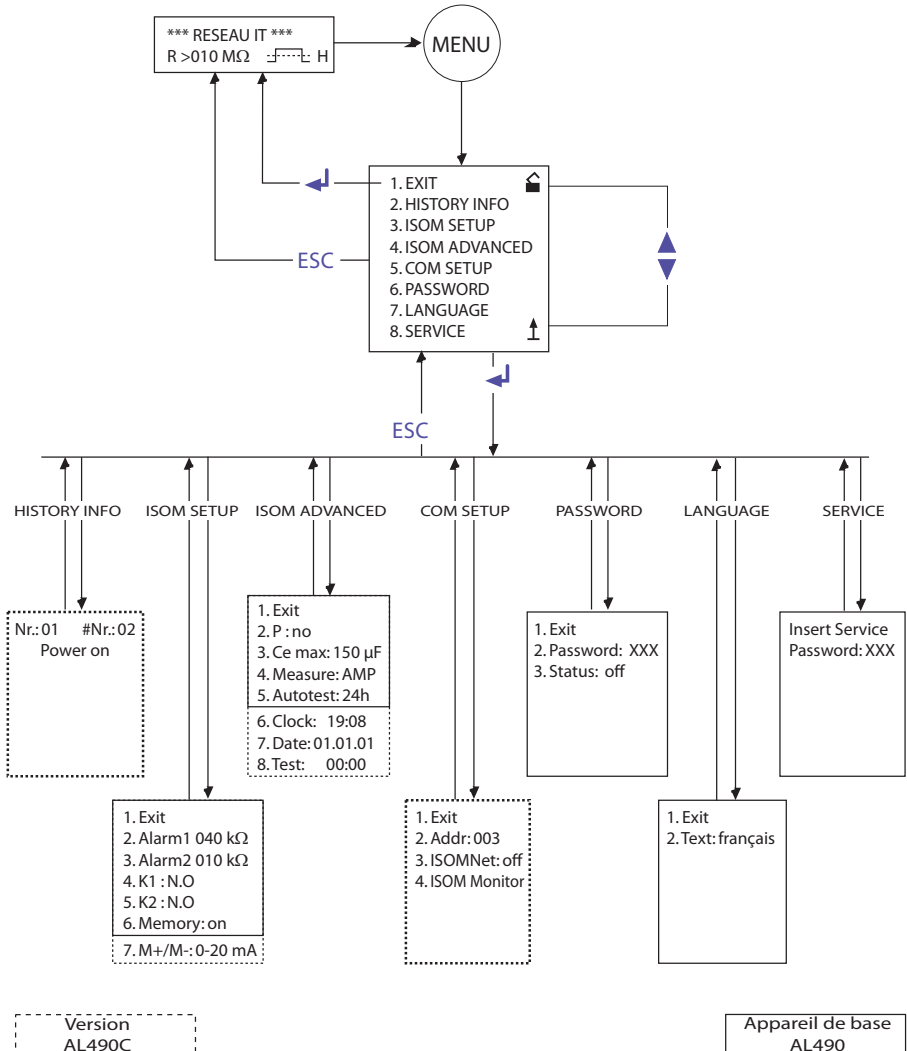 *** RESEAU IT ***
R >010 MΩ H
MENU
1. EXIT
2. HISTORY INFO
3. ISOM SETUP
4. ISOM ADVANCED
5. COM SETUP
6. PASSWORD
7. LANGUAGE
8. SERVICE
ESC
ESC
HISTORY INFO
ISOM SETUP
ISOM ADVANCED
COM SETUP
PASSWORD
LANGUAGE
SERVICE
Nr.: 01 #Nr.: 02
Power on
1. Exit
2. P : no
3. Ce max: 150 µF
4. Measure: AMP
5. Autotest: 24h
6. Clock: 19:08
7. Date: 01.01.01
8. Test: 00:00
1. Exit
2. Password: XXX
3. Status: off
Insert Service
Password: XXX
1. Exit
2. Alarm1 040 kΩ
3. Alarm2 010 kΩ
4. K1 : N.O
5. K2 : N.O
6. Memory: on
7. M+/M-: 0-20 mA
1. Exit
2. Addr: 003
3. ISOMNet: off
4. ISOM Monitor
1. Exit
2. Text: français
Version
AL490C
Appareil de base
AL490